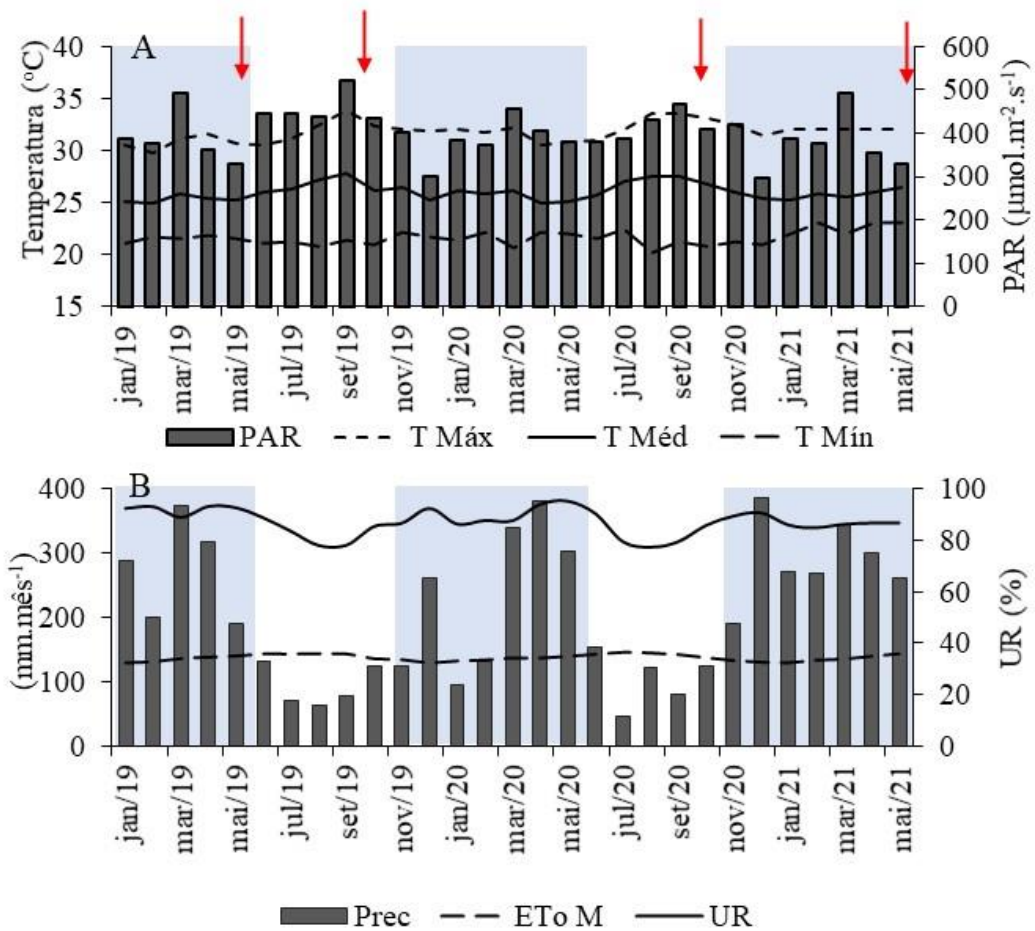 A
Temperatura (°C)
40
35
30
25
20
15
PAR (µmol.m⁻².s⁻¹)
600
500
400
300
200
100
0
jan/19
mar/19
mai/19
jul/19
set/19
nov/19
jan/20
mar/20
mai/20
jul/20
set/20
nov/20
jan/21
mar/21
mai/21
PAR T Máx T Méd T Mín
B
(mm.mês⁻¹)
400
300
200
100
0
UR (%)
100
80
60
40
20
0
jan/19
mar/19
mai/19
jul/19
set/19
nov/19
jan/20
mar/20
mai/20
jul/20
set/20
nov/20
jan/21
mar/21
mai/21
Prec ETo M UR